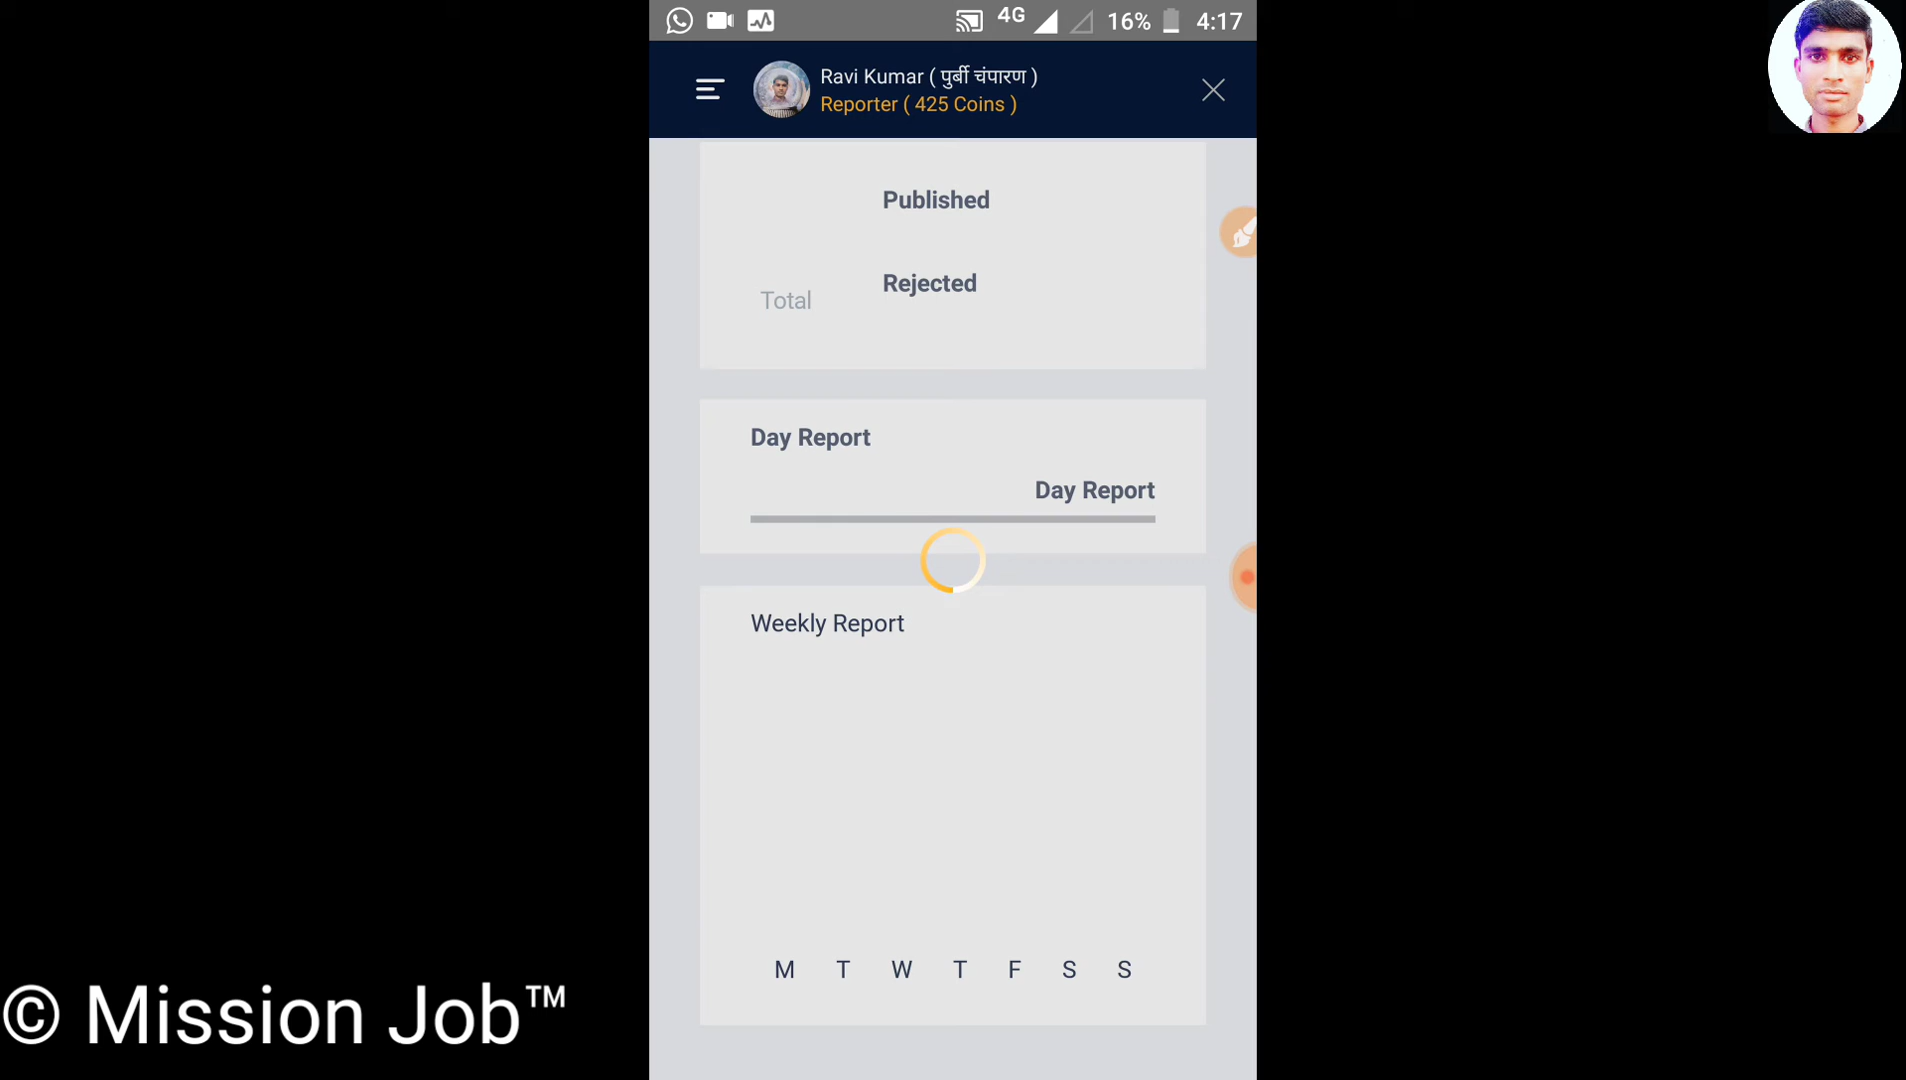 4G 16% 4:17
Ravi Kumar ( पुर्बी चंपारण )
Reporter ( 425 Coins )
Published
Rejected
Total
Day Report
Day Report
Weekly Report
M T W T F S S
© Mission Job™